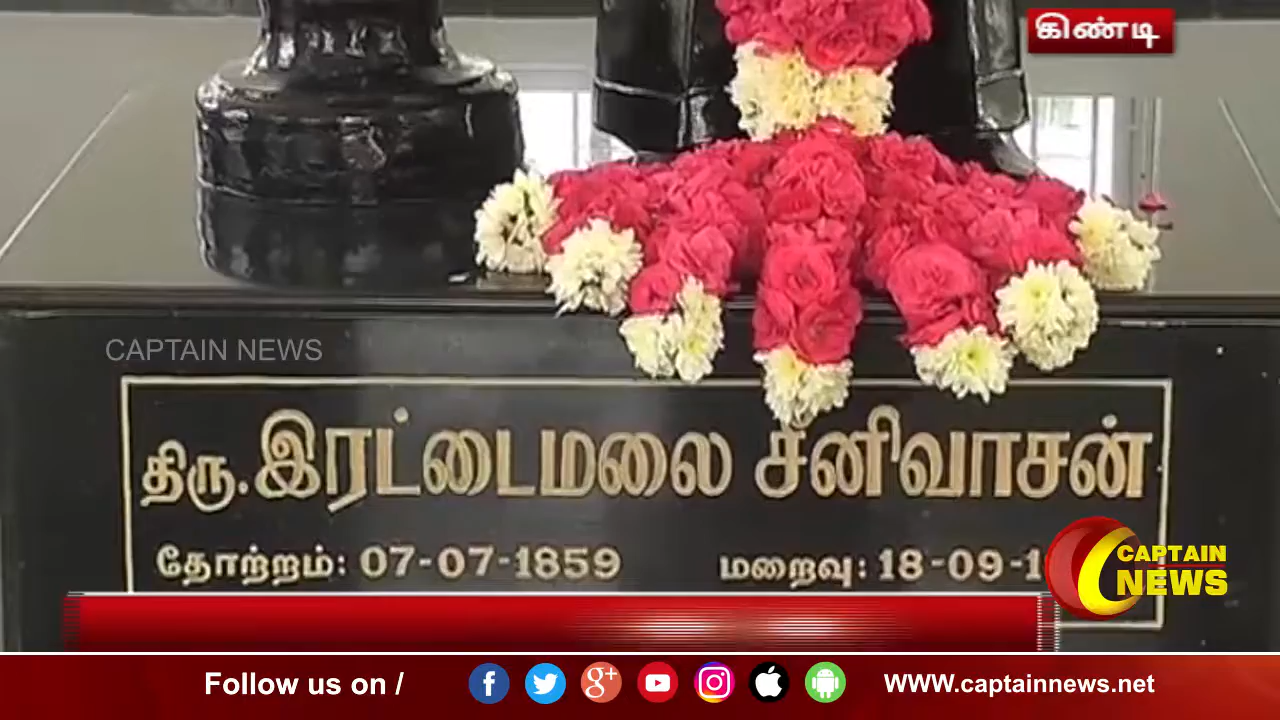 கிண்டி
CAPTAIN NEWS
திரு.இரட்டைமலை சீனிவாசன்
தோற்றம்: 07-07-1859 மறைவு: 18-09-1
CAPTAIN
NEWS
Follow us on / WWW.captainnews.net